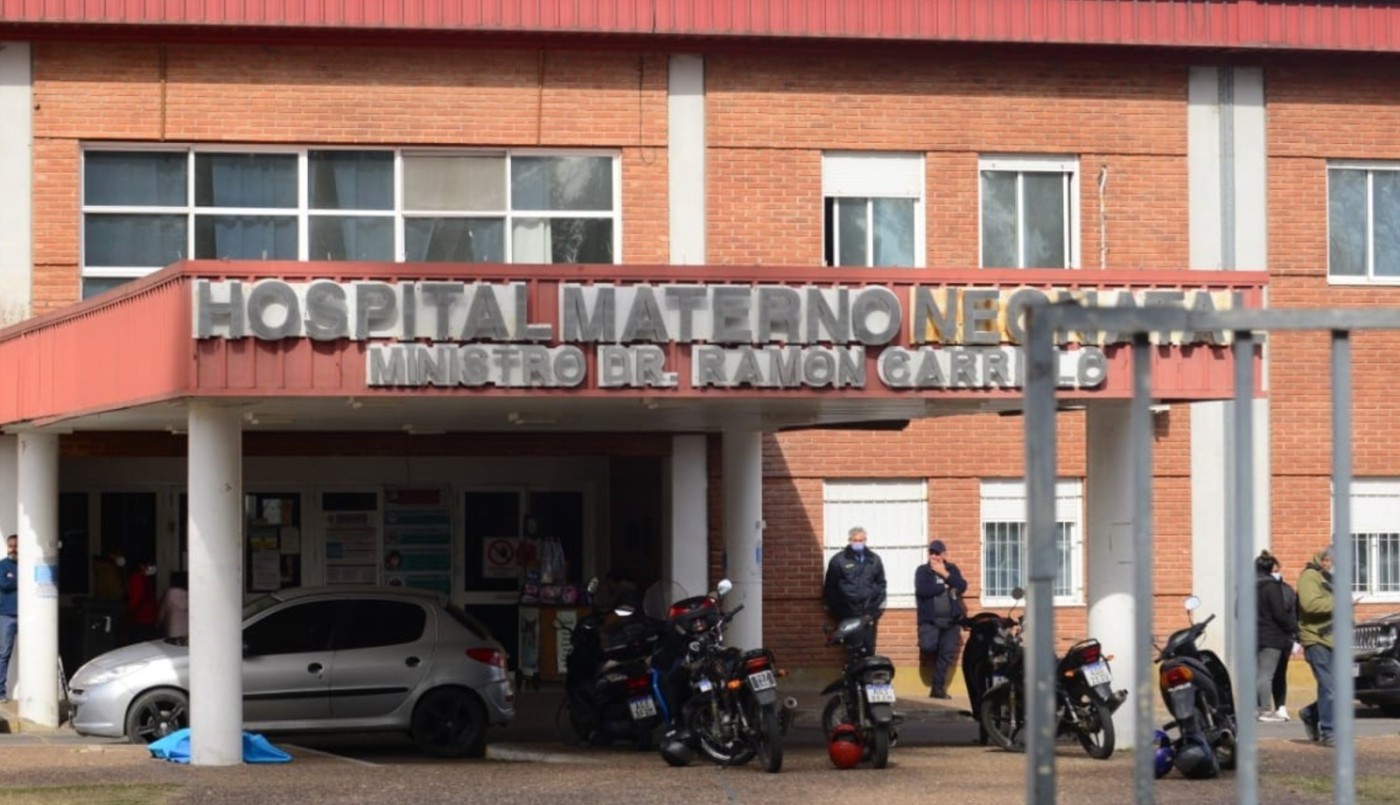 HOSPITAL MATERNO NEONATAL
MINISTRO DR. RAMON CARRILLO